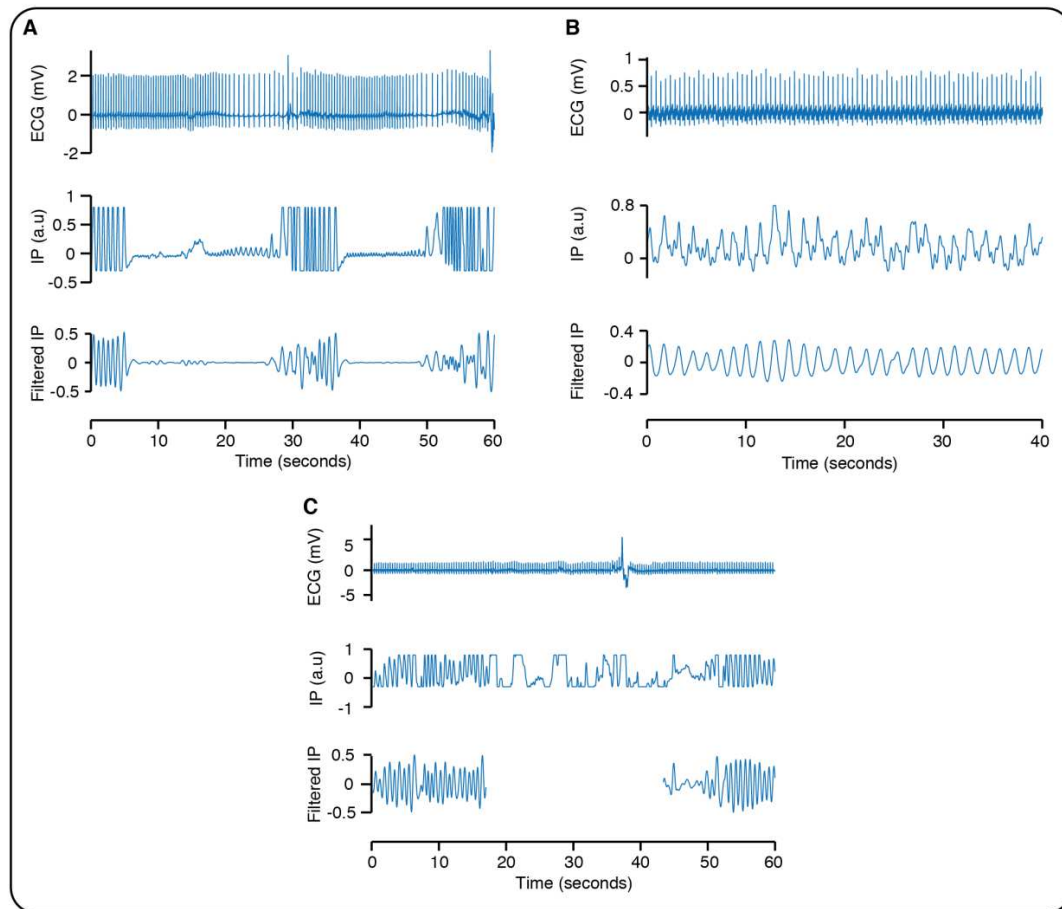 A
ECG (mV)
2
0
-2
IP (a.u)
1
0.5
0
-0.5
Filtered IP
0.5
0
-0.5
0 10 20 30 40 50 60
Time (seconds)
B
ECG (mV)
1
0.5
0
IP (a.u)
0.8
0
Filtered IP
0.4
0
-0.4
0 10 20 30 40
Time (seconds)
C
ECG (mV)
5
0
-5
IP (a.u)
1
0
-1
Filtered IP
0.5
0
-0.5
0 10 20 30 40 50 60
Time (seconds)